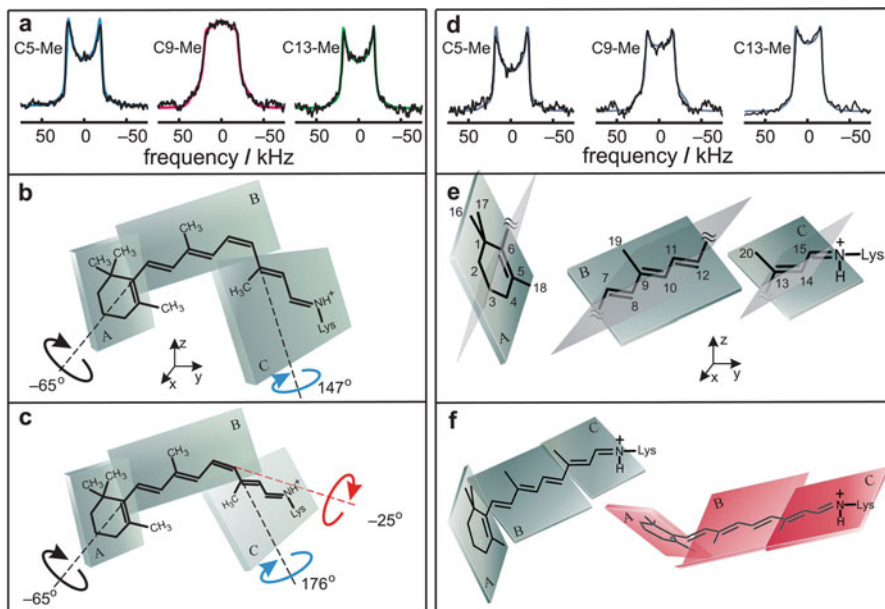 a
C5-Me
C9-Me
C13-Me
50 0 −50
50 0 −50
50 0 −50
frequency / kHz
b
B
CH₃
CH₃
CH₃
CH₃
H₃C
NH⁺
Lys
A
C
−65°
z
x
y
147°
c
B
CH₃
CH₃
CH₃
CH₃
H₃C
NH⁺
Lys
A
C
−25°
−65°
176°
d
C5-Me
C9-Me
C13-Me
50 0 −50
50 0 −50
50 0 −50
frequency / kHz
e
16
17
1
6
2
5
3
4
18
A
B
19
11
7
9
8
10
12
C
20
15
13
14
+
N
H
Lys
z
x
y
f
C
+
N
H
Lys
B
A
A
B
C
+
N
H
Lys